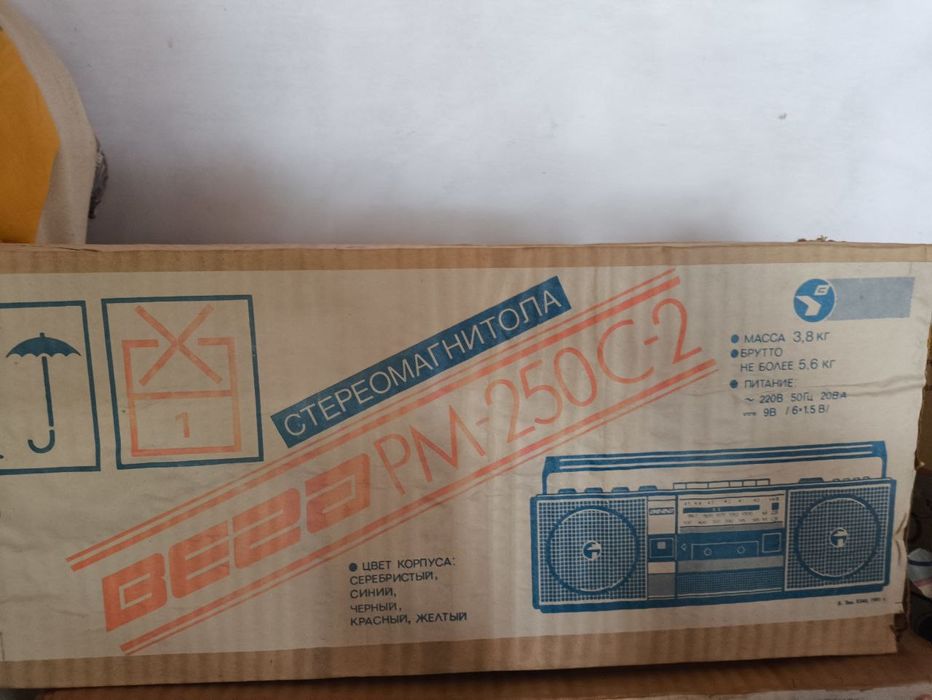 1
СТЕРЕОМАГНИТОЛА
Вега РМ-250С-2
МАССА 3,8 КГ
БРУТТО
НЕ БОЛЕЕ 5,6 КГ
ПИТАНИЕ:
~ 220В 50Гц 20В·А
9В /6×1.5 В/
ЦВЕТ КОРПУСА:
СЕРЕБРИСТЫЙ,
СИНИЙ,
ЧЕРНЫЙ,
КРАСНЫЙ, ЖЕЛТЫЙ